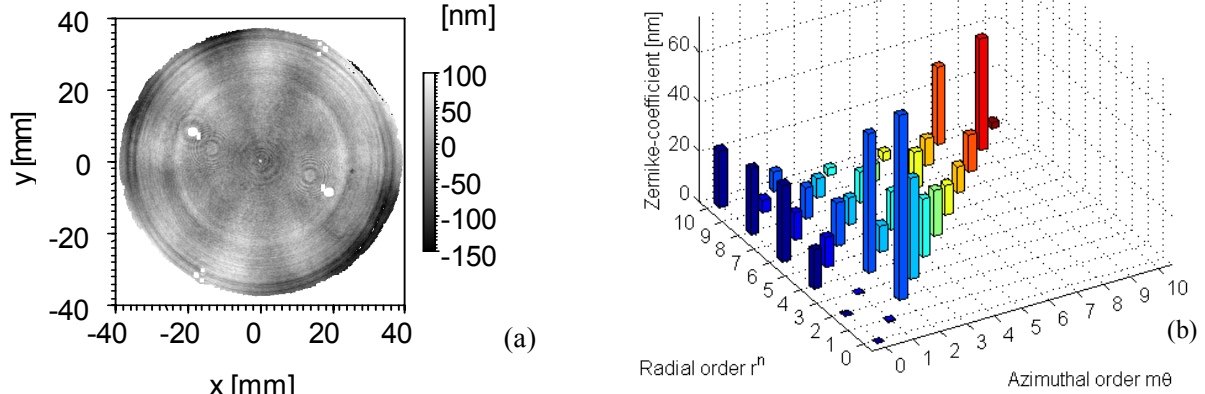 [nm]
100
50
0
-50
-100
-150
40
20
0
-20
-40
y [mm]
-40 -20 0 20 40
x [mm]
(a)
Zernike-coefficient [nm]
60
40
20
0
10
9
8
7
6
5
4
3
2
1
0
Radial order rⁿ
0 1 2 3 4 5 6 7 8 9 10
Azimuthal order mθ
(b)